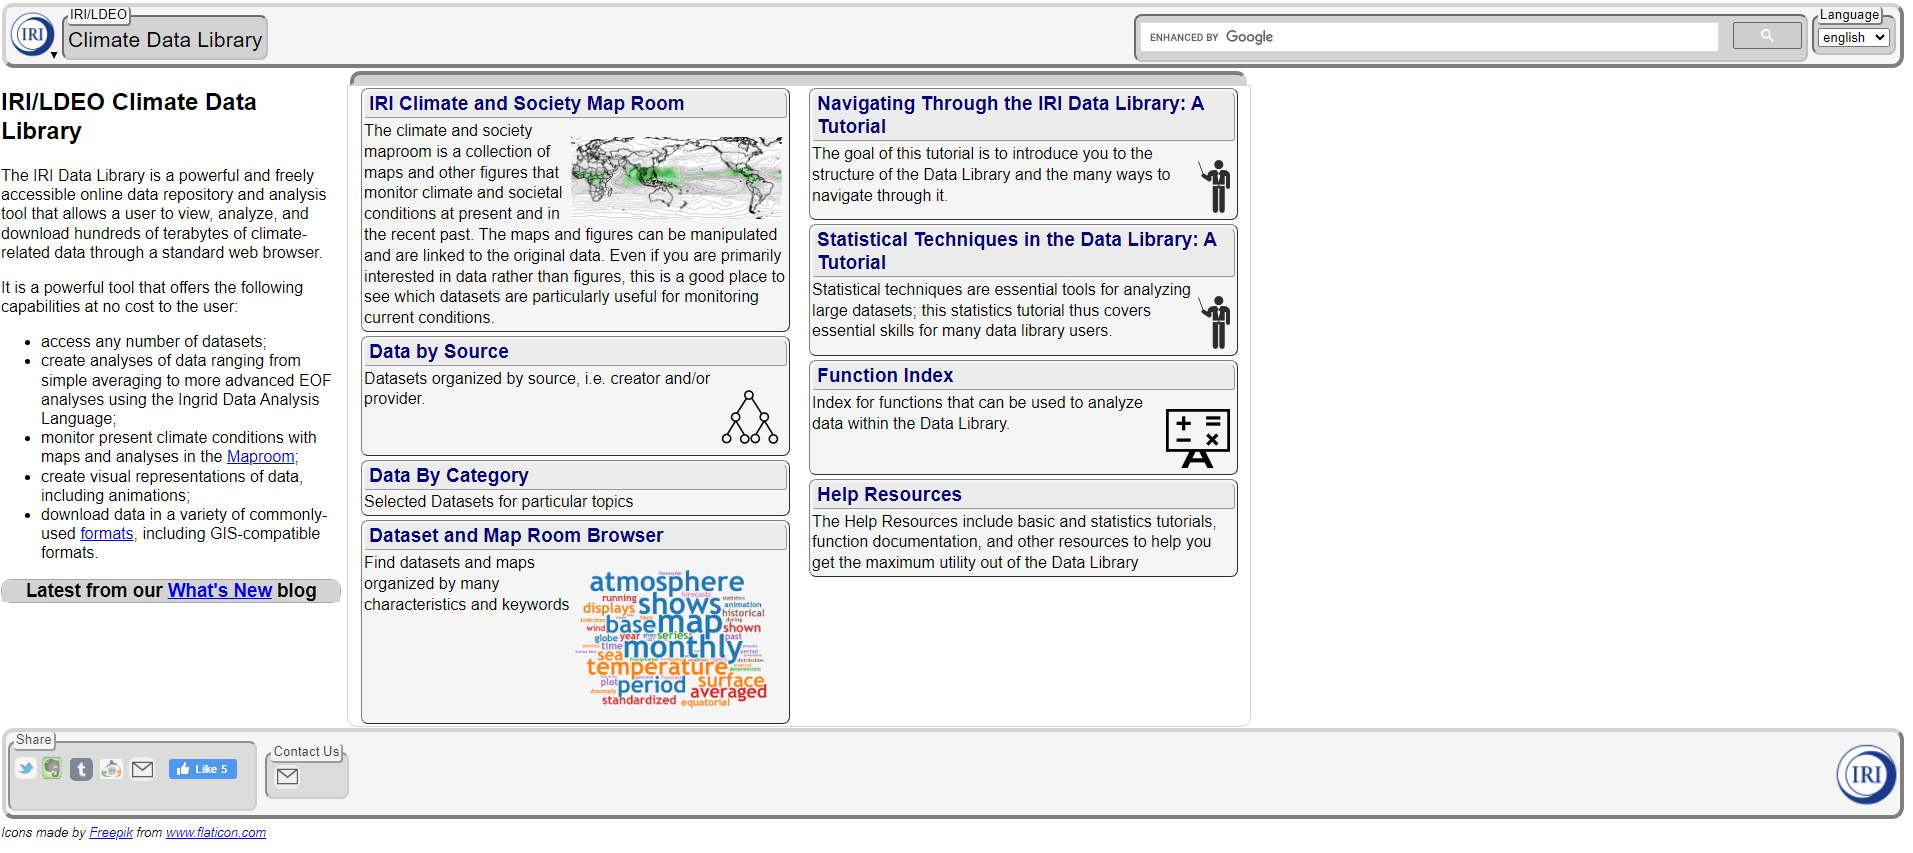 IRI
IRI/LDEO
Climate Data Library
ENHANCED BY Google
Language
english
IRI/LDEO Climate Data
Library
The IRI Data Library is a powerful and freely
accessible online data repository and analysis
tool that allows a user to view, analyze, and
download hundreds of terabytes of climate-
related data through a standard web browser.
It is a powerful tool that offers the following
capabilities at no cost to the user:
access any number of datasets;
create analyses of data ranging from
simple averaging to more advanced EOF
analyses using the Ingrid Data Analysis
Language;
monitor present climate conditions with
maps and analyses in the Maproom;
create visual representations of data,
including animations;
download data in a variety of commonly-
used formats, including GIS-compatible
formats.
Latest from our What's New blog
IRI Climate and Society Map Room
The climate and society
maproom is a collection of
maps and other figures that
monitor climate and societal
conditions at present and in
the recent past. The maps and figures can be manipulated
and are linked to the original data. Even if you are primarily
interested in data rather than figures, this is a good place to
see which datasets are particularly useful for monitoring
current conditions.
Data by Source
Datasets organized by source, i.e. creator and/or
provider.
Data By Category
Selected Datasets for particular topics
Dataset and Map Room Browser
Find datasets and maps
organized by many
characteristics and keywords
atmosphere
running
forecasts
statistics
displays
shows
animation
historical
indicates
during
wind
base
map
shown
globe
year
series
past
time
monthly
sea
distribution
temperature
deterministic
plot
period
surface
Anomaly
averaged
standardized
equatorial
Navigating Through the IRI Data Library: A
Tutorial
The goal of this tutorial is to introduce you to the
structure of the Data Library and the many ways to
navigate through it.
Statistical Techniques in the Data Library: A
Tutorial
Statistical techniques are essential tools for analyzing
large datasets; this statistics tutorial thus covers
essential skills for many data library users.
Function Index
Index for functions that can be used to analyze
data within the Data Library.
Help Resources
The Help Resources include basic and statistics tutorials,
function documentation, and other resources to help you
get the maximum utility out of the Data Library
Share
Like 5
Contact Us
IRI
Icons made by Freepik from www.flaticon.com